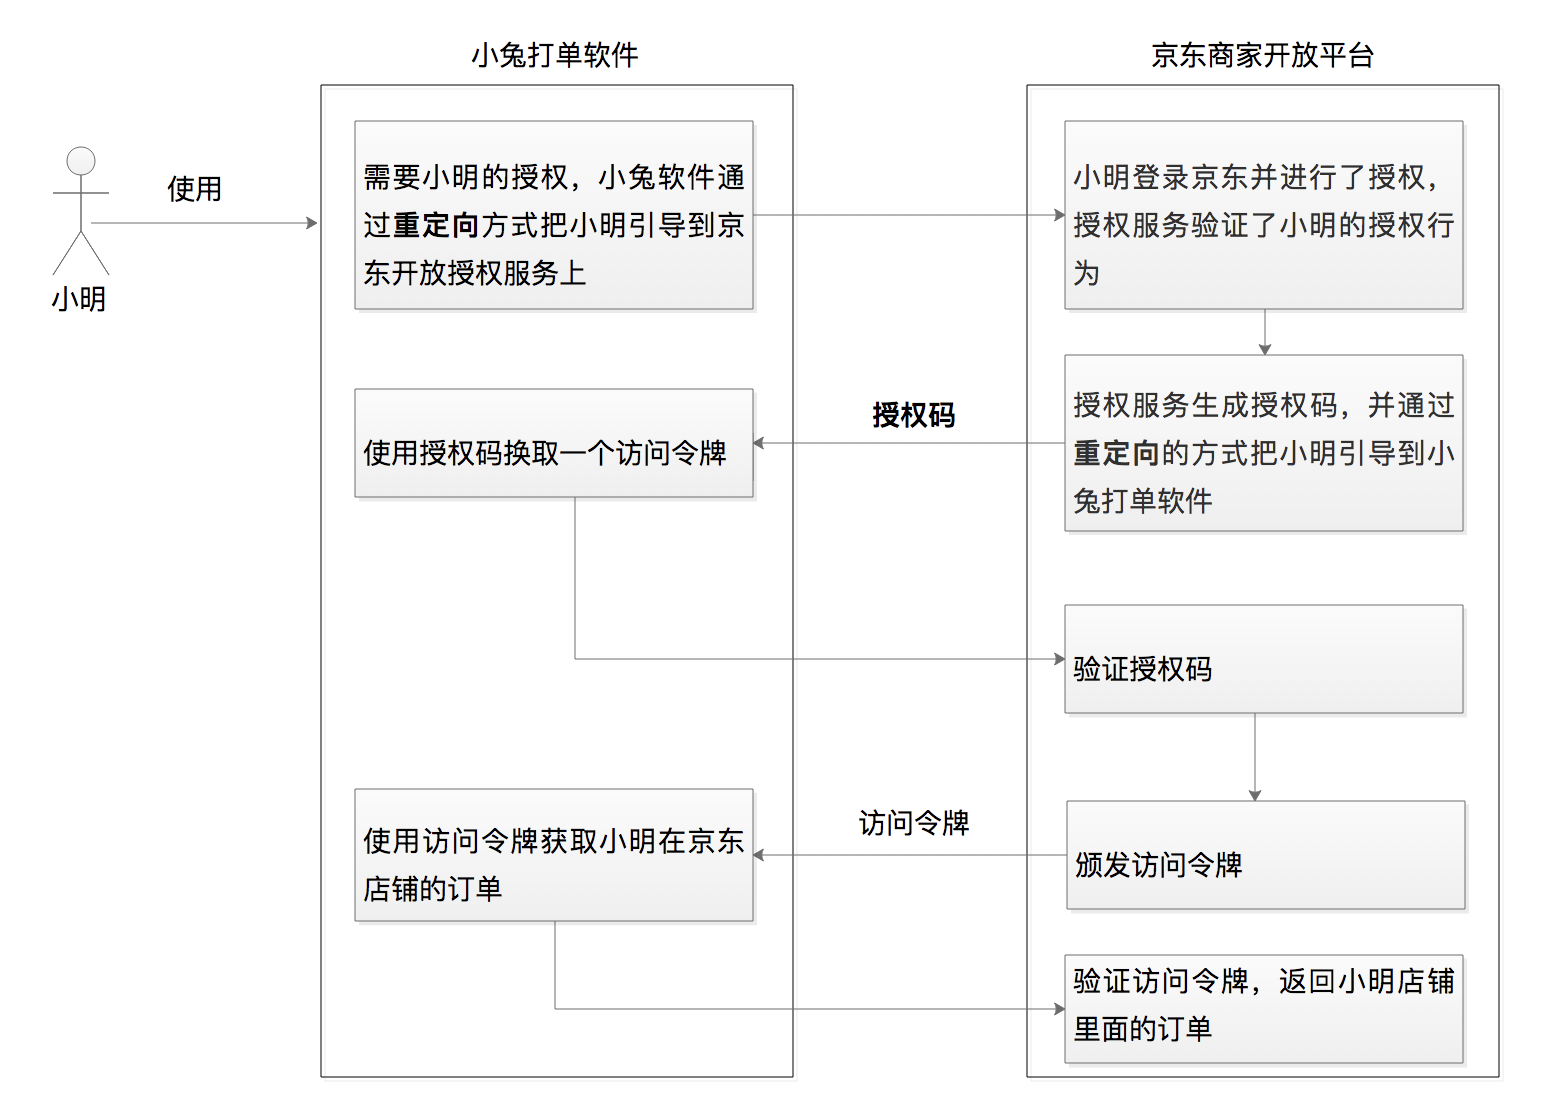 小兔打单软件
京东商家开放平台
使用
小明
需要小明的授权，小兔软件通
过重定向方式把小明引导到京
东开放授权服务上
小明登录京东并进行了授权，
授权服务验证了小明的授权行
为
授权码
使用授权码换取一个访问令牌
授权服务生成授权码，并通过
重定向的方式把小明引导到小
兔打单软件
验证授权码
访问令牌
使用访问令牌获取小明在京东
店铺的订单
颁发访问令牌
验证访问令牌，返回小明店铺
里面的订单